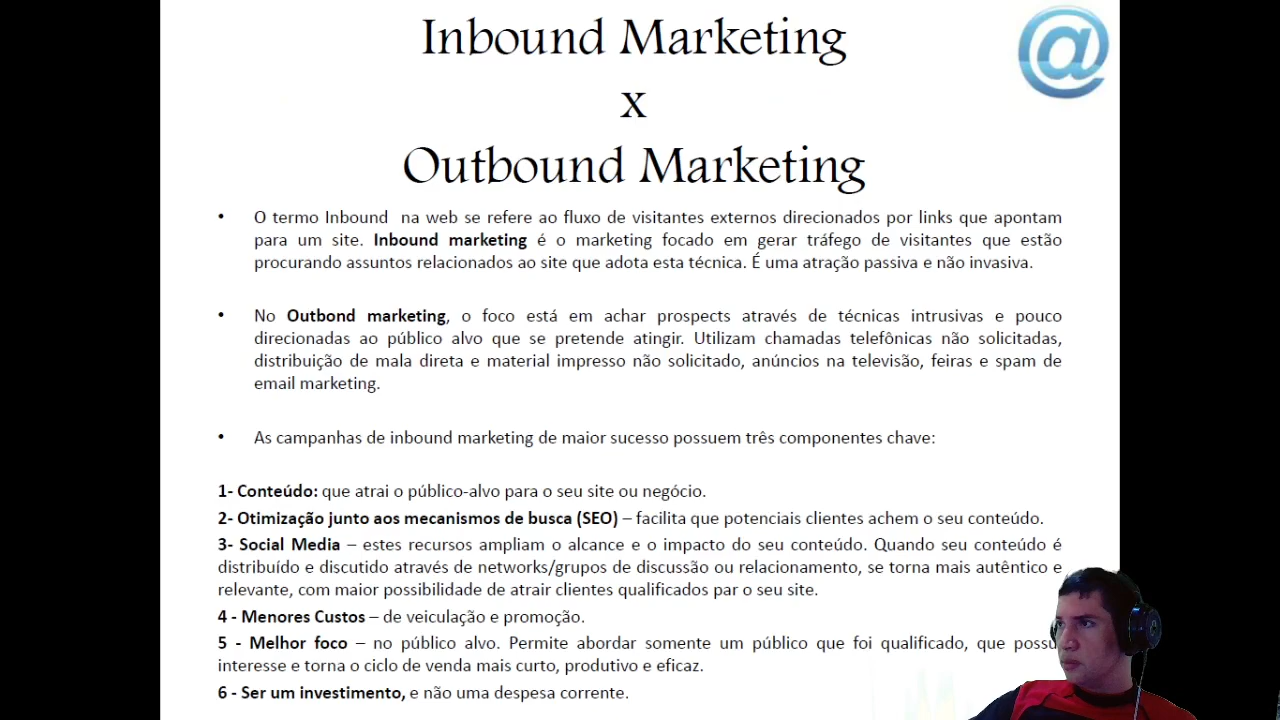 Inbound Marketing
x
Outbound Marketing
• O termo Inbound na web se refere ao fluxo de visitantes externos direcionados por links que apontam
para um site. Inbound marketing é o marketing focado em gerar tráfego de visitantes que estão
procurando assuntos relacionados ao site que adota esta técnica. É uma atração passiva e não invasiva.
• No Outbond marketing, o foco está em achar prospects através de técnicas intrusivas e pouco
direcionadas ao público alvo que se pretende atingir. Utilizam chamadas telefônicas não solicitadas,
distribuição de mala direta e material impresso não solicitado, anúncios na televisão, feiras e spam de
email marketing.
• As campanhas de inbound marketing de maior sucesso possuem três componentes chave:
1- Conteúdo: que atrai o público-alvo para o seu site ou negócio.
2- Otimização junto aos mecanismos de busca (SEO) – facilita que potenciais clientes achem o seu conteúdo.
3- Social Media – estes recursos ampliam o alcance e o impacto do seu conteúdo. Quando seu conteúdo é
distribuído e discutido através de networks/grupos de discussão ou relacionamento, se torna mais autêntico e
relevante, com maior possibilidade de atrair clientes qualificados par o seu site.
4 - Menores Custos – de veiculação e promoção.
5 - Melhor foco – no público alvo. Permite abordar somente um público que foi qualificado, que possu
interesse e torna o ciclo de venda mais curto, produtivo e eficaz.
6 - Ser um investimento, e não uma despesa corrente.